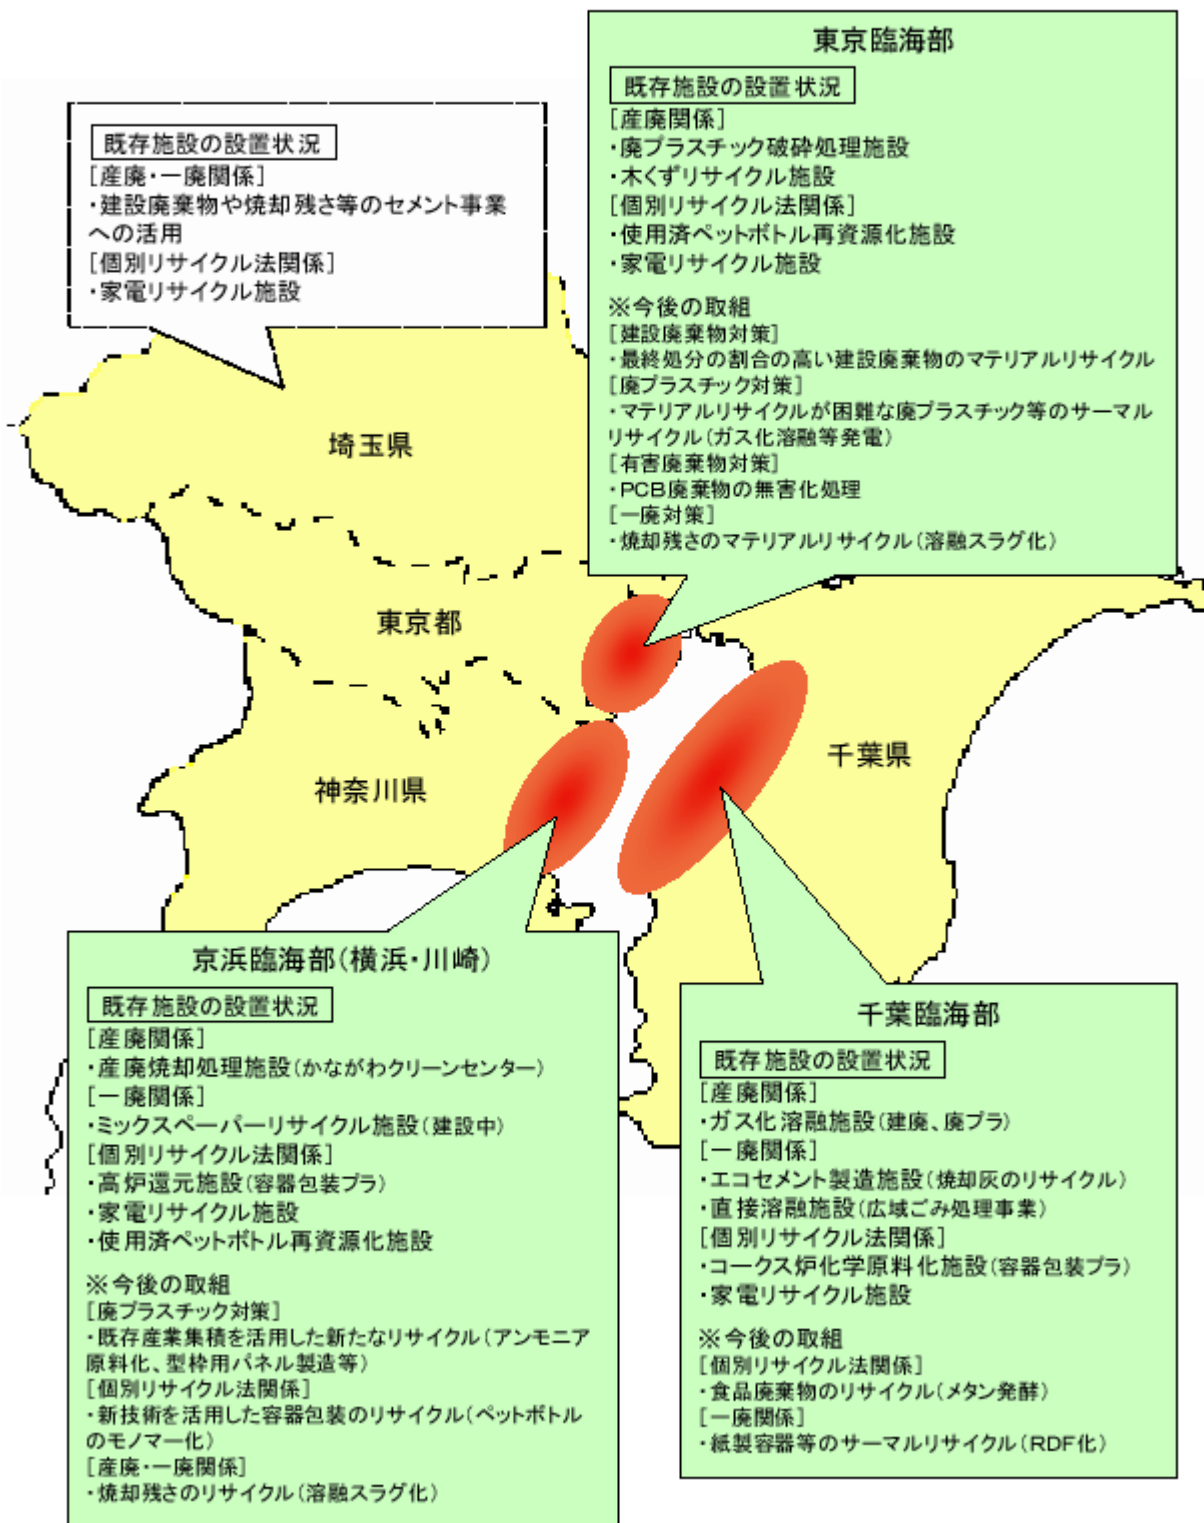 東京臨海部
既存施設の設置状況
[産廃関係]
・廃プラスチック破砕処理施設
・木くずリサイクル施設
[個別リサイクル法関係]
・使用済ペットボトル再資源化施設
・家電リサイクル施設
※今後の取組
[建設廃棄物対策]
・最終処分の割合の高い建設廃棄物のマテリアルリサイクル
[廃プラスチック対策]
・マテリアルリサイクルが困難な廃プラスチック等のサーマル
リサイクル(ガス化溶融等発電)
[有害廃棄物対策]
・PCB廃棄物の無害化処理
[一廃対策]
・焼却残さのマテリアルリサイクル(溶融スラグ化)
既存施設の設置状況
[産廃・一廃関係]
・建設廃棄物や焼却残さ等のセメント事業
への活用
[個別リサイクル法関係]
・家電リサイクル施設
埼玉県
東京都
神奈川県
千葉県
京浜臨海部(横浜・川崎)
既存施設の設置状況
[産廃関係]
・産廃焼却処理施設(かながわクリーンセンター)
[一廃関係]
・ミックスペーパーリサイクル施設(建設中)
[個別リサイクル法関係]
・高炉還元施設(容器包装プラ)
・家電リサイクル施設
・使用済ペットボトル再資源化施設
※今後の取組
[廃プラスチック対策]
・既存産業集積を活用した新たなリサイクル(アンモニア
原料化、型枠用パネル製造等)
[個別リサイクル法関係]
・新技術を活用した容器包装のリサイクル(ペットボトル
のモノマー化)
[産廃・一廃関係]
・焼却残さのリサイクル(溶融スラグ化)
千葉臨海部
既存施設の設置状況
[産廃関係]
・ガス化溶融施設(建廃、廃プラ)
[一廃関係]
・エコセメント製造施設(焼却灰のリサイクル)
・直接溶融施設(広域ごみ処理事業)
[個別リサイクル法関係]
・コークス炉化学原料化施設(容器包装プラ)
・家電リサイクル施設
※今後の取組
[個別リサイクル法関係]
・食品廃棄物のリサイクル(メタン発酵)
[一廃関係]
・紙製容器等のサーマルリサイクル(RDF化)